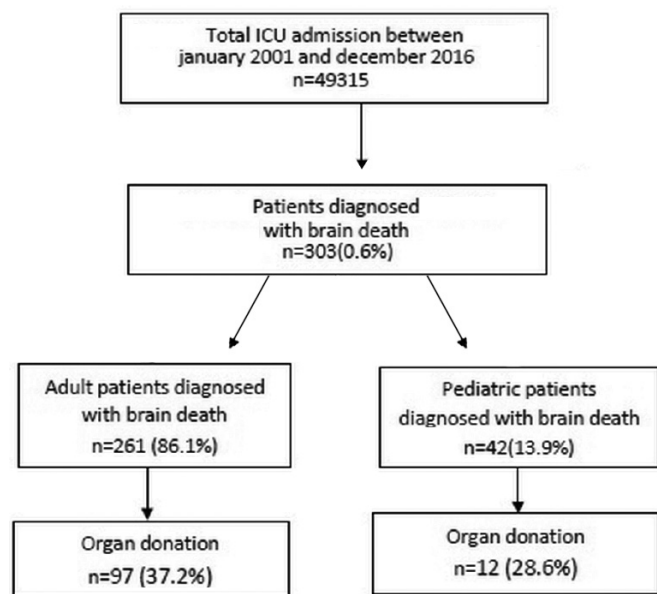 Total ICU admission between
january 2001 and december 2016
n=49315
Patients diagnosed
with brain death
n=303(0.6%)
Adult patients diagnosed
with brain death
n=261 (86.1%)
Pediatric patients
diagnosed with brain death
n=42(13.9%)
Organ donation
n=97 (37.2%)
Organ donation
n=12 (28.6%)